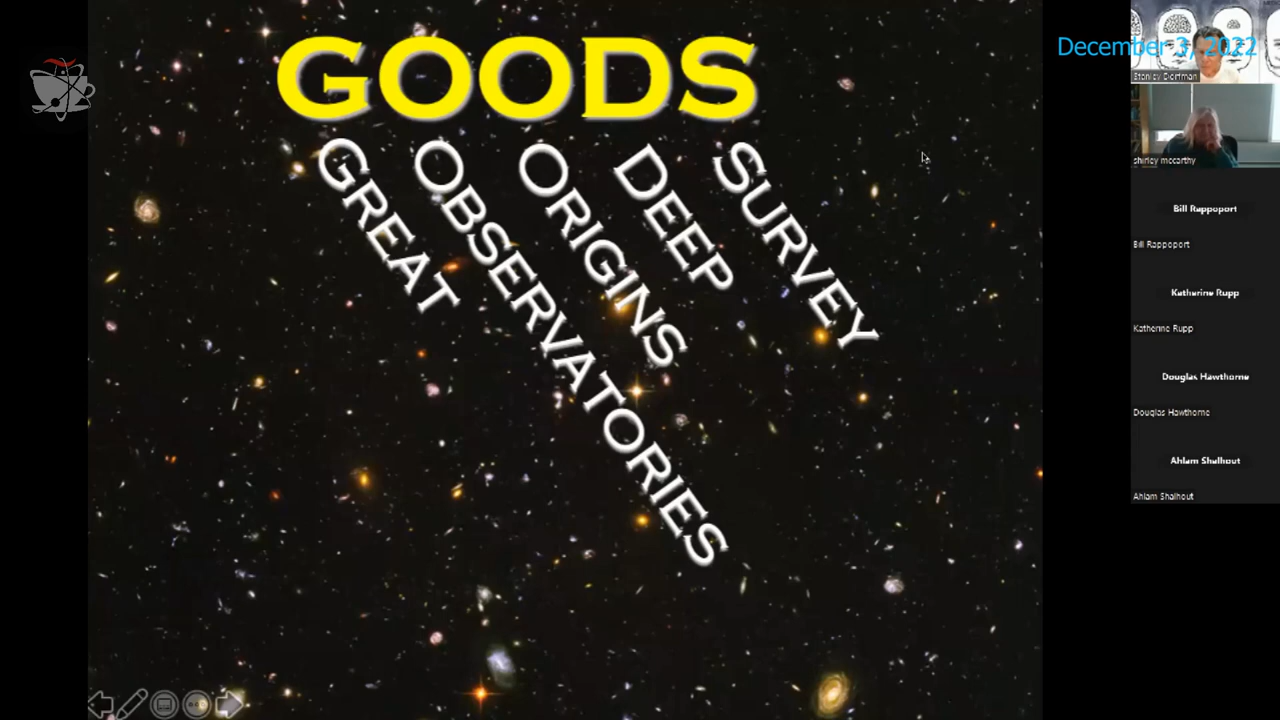 GOODS
GREAT
OBSERVATORIES
ORIGINS
DEEP
SURVEY
December 3, 2022
Stanley Dorfman
shirley mccarthy
Bill Rappoport
Bill Rappoport
Katherine Rupp
Katherine Rupp
Douglas Hawthorne
Douglas Hawthorne
Ahlam Shalhout
Ahlam Shalhout